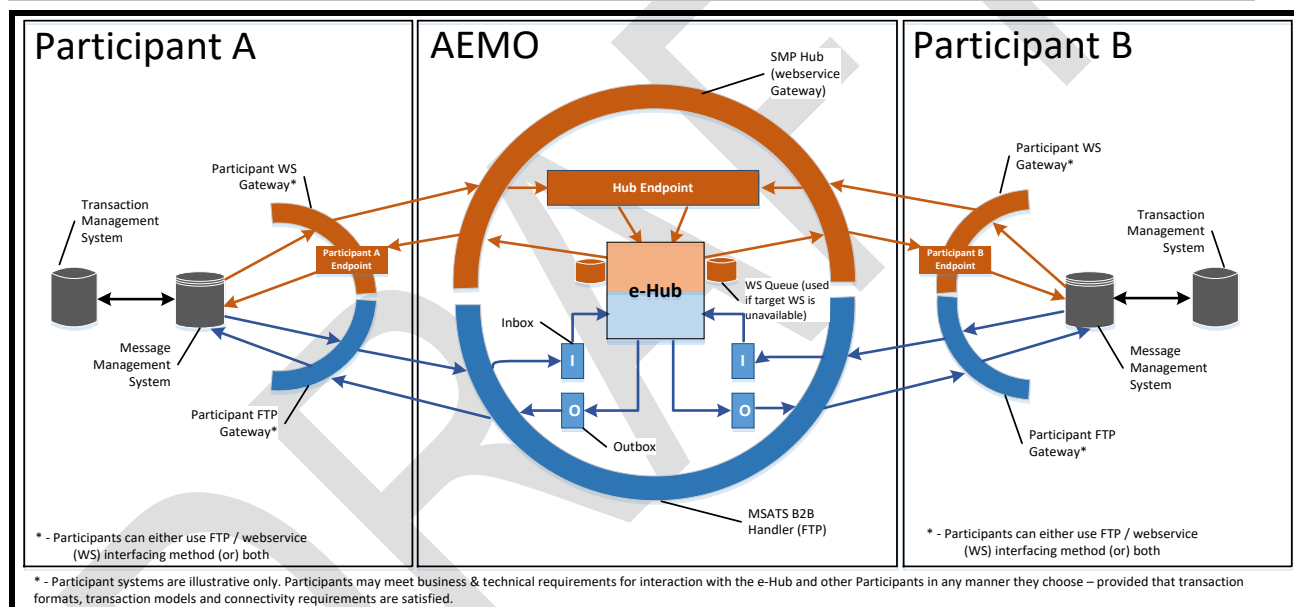 Participant A
AEMO
Participant B
SMP Hub
(webservice
Gateway)
Participant WS
Gateway*
Participant WS
Gateway*
Hub Endpoint
Transaction
Management
System
Transaction
Management
System
Participant A
Endpoint
Participant B
Endpoint
e-Hub
WS Queue (used
if target WS is
unavailable)
Inbox
I
I
Message
Management
System
Message
Management
System
O
O
Participant FTP
Gateway*
Outbox
Participant FTP
Gateway*
MSATS B2B
Handler (FTP)
* - Participants can either use FTP / webservice
(WS) interfacing method (or) both
* - Participants can either use FTP / webservice
(WS) interfacing method (or) both
* - Participant systems are illustrative only. Participants may meet business & technical requirements for interaction with the e-Hub and other Participants in any manner they choose – provided that transaction
formats, transaction models and connectivity requirements are satisfied.